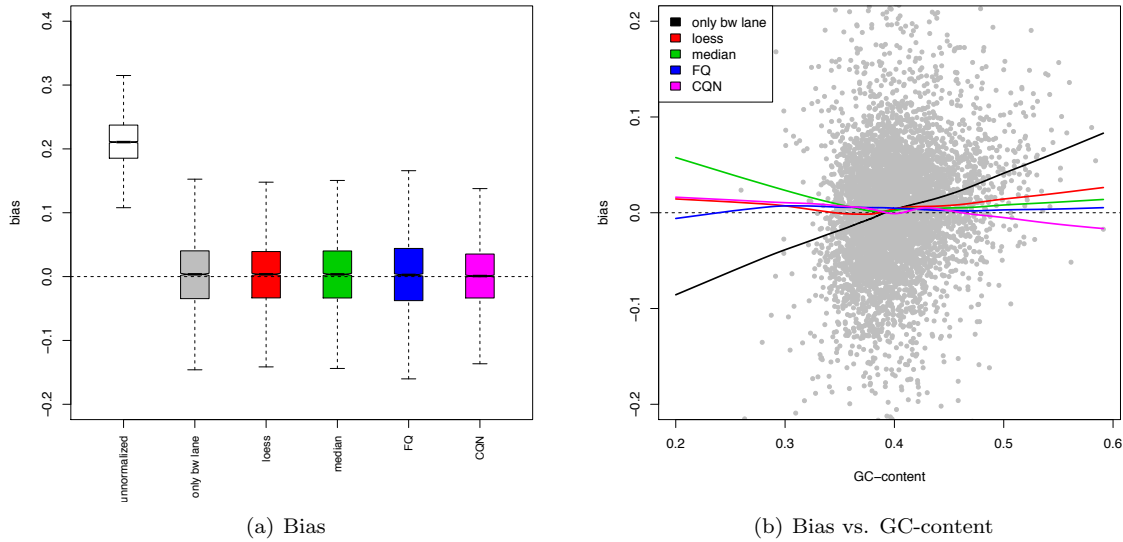 0.4
0.3
0.2
0.1
0.0
−0.1
−0.2
bias
unnormalized
only bw lane
loess
median
FQ
CQN
(a) Bias
only bw lane
loess
median
FQ
CQN
0.2
0.1
0.0
−0.1
−0.2
bias
0.2 0.3 0.4 0.5 0.6
GC−content
(b) Bias vs. GC-content